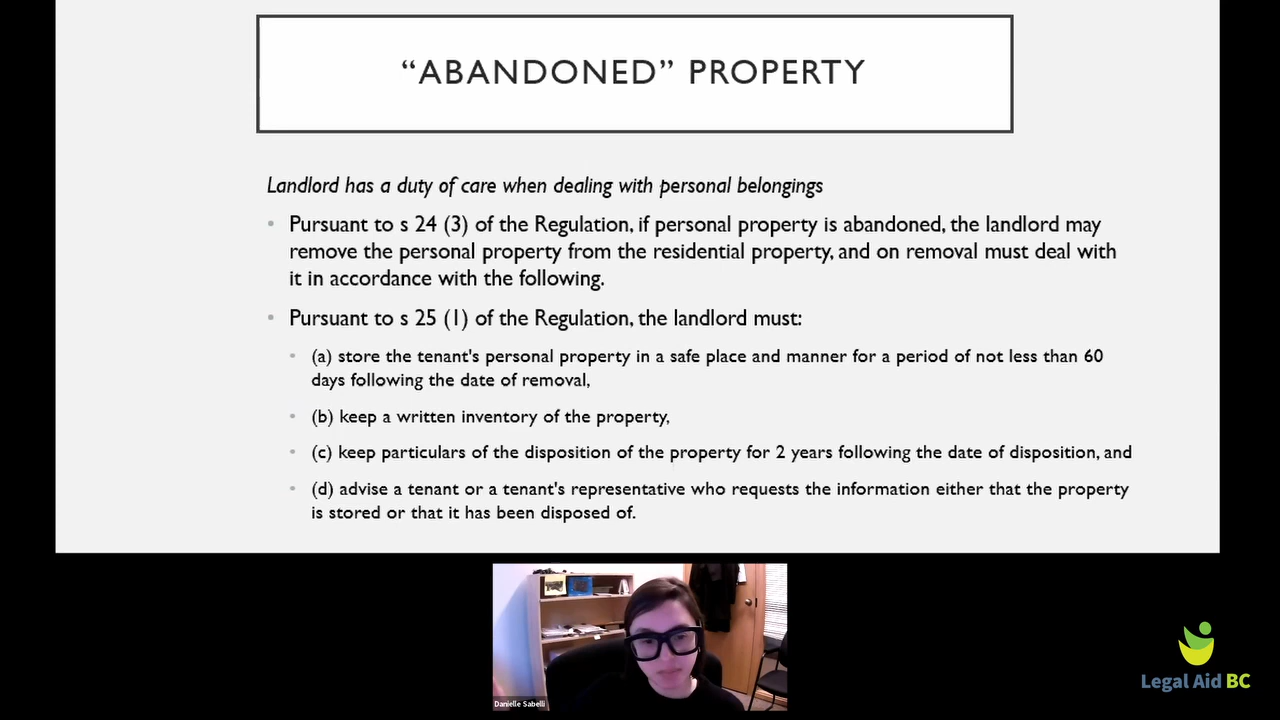 “ABANDONED” PROPERTY
Landlord has a duty of care when dealing with personal belongings
• Pursuant to s 24 (3) of the Regulation, if personal property is abandoned, the landlord may
remove the personal property from the residential property, and on removal must deal with
it in accordance with the following.
• Pursuant to s 25 (1) of the Regulation, the landlord must:
• (a) store the tenant's personal property in a safe place and manner for a period of not less than 60
days following the date of removal,
• (b) keep a written inventory of the property,
• (c) keep particulars of the disposition of the property for 2 years following the date of disposition, and
• (d) advise a tenant or a tenant's representative who requests the information either that the property
is stored or that it has been disposed of.
Danielle Sabelli
Legal Aid BC